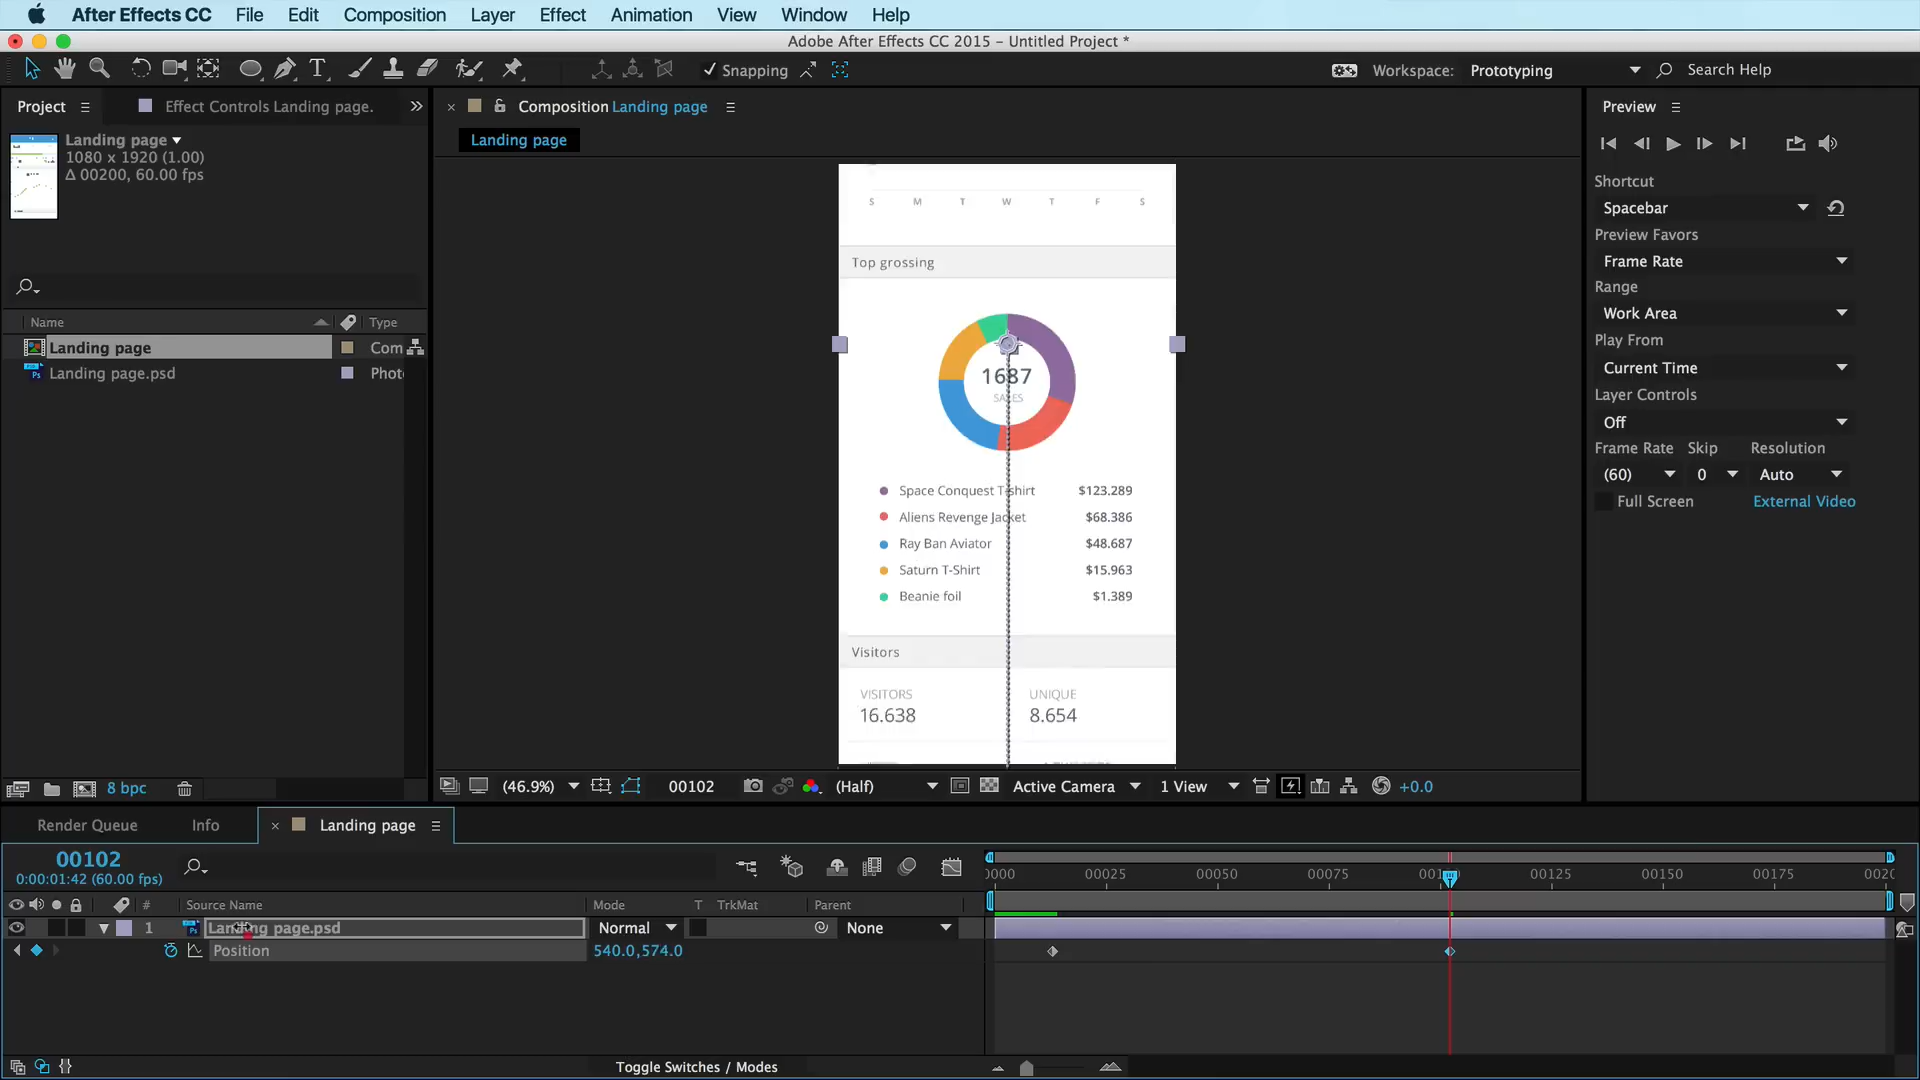 After Effects CC File Edit Composition Layer Effect Animation View Window Help
Adobe After Effects CC 2015 – Untitled Project *
Snapping
Workspace: Prototyping
Search Help
Project
Effect Controls Landing page.
Composition Landing page
Preview
Landing page
1080 x 1920 (1.00)
Δ 00200, 60.00 fps
Landing page
Shortcut
Spacebar
Preview Favors
Frame Rate
Range
Work Area
Play From
Current Time
Layer Controls
Off
Frame Rate Skip Resolution
(60) 0 Auto
Full Screen External Video
Name Type
Landing page Com
Landing page.psd Phot
8 bpc
S M T W T F S
Top grossing
1687
SALES
Space Conquest T-shirt $123.289
Aliens Revenge Jacket $68.386
Ray Ban Aviator $48.687
Saturn T-Shirt $15.963
Beanie foil $1.389
Visitors
VISITORS UNIQUE
16.638 8.654
(46.9%) 00102 (Half) Active Camera 1 View +0.0
Render Queue Info Landing page
00102
0:00:01:42 (60.00 fps)
0000 00025 00050 00075 00125 00150 00175
# Source Name Mode T TrkMat Parent
1 Landing page.psd Normal None
Position 540.0,574.0
Toggle Switches / Modes